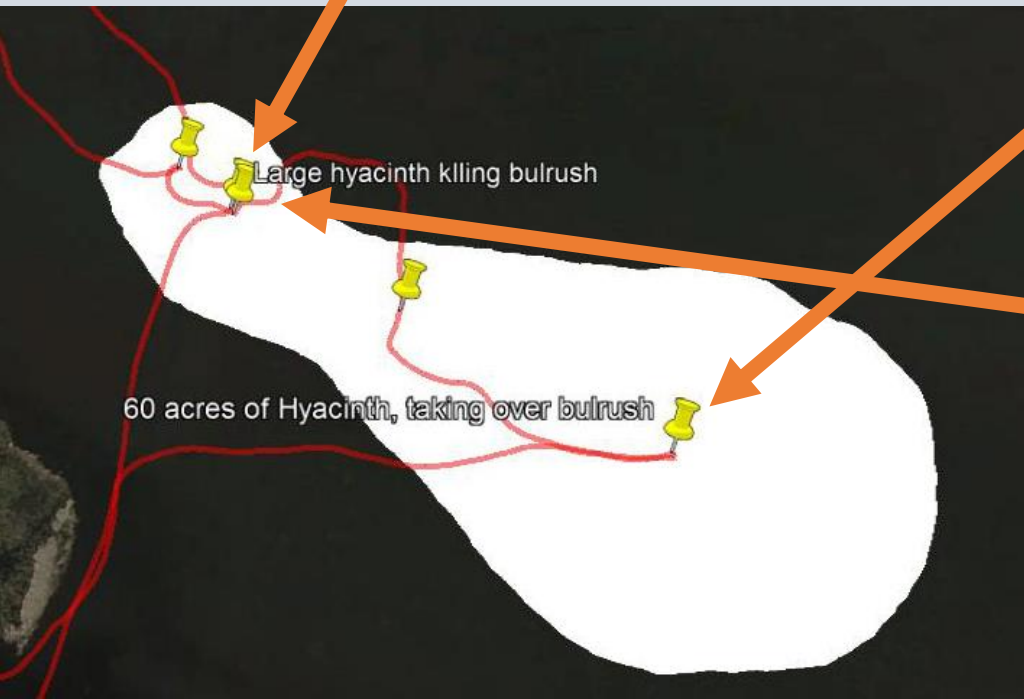 Large hyacinth klling bulrush
60 acres of Hyacinth, taking over bulrush